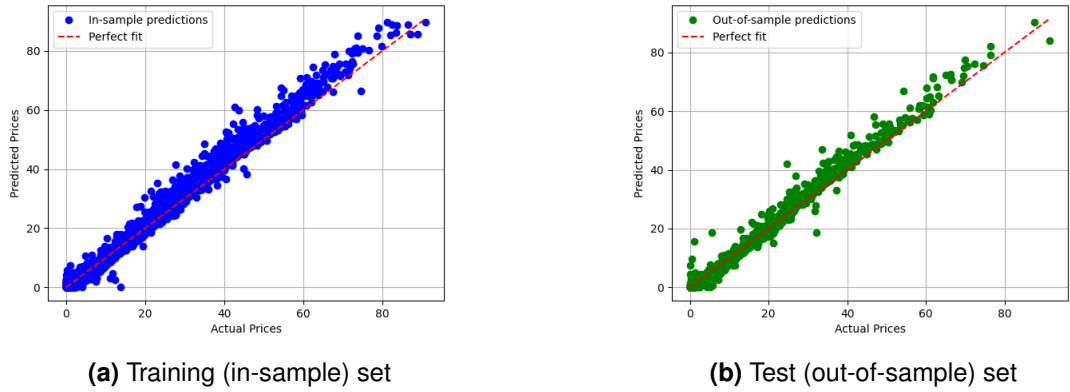 In-sample predictions
Perfect fit
Predicted Prices
80
60
40
20
0
0 20 40 60 80
Actual Prices
(a) Training (in-sample) set
Out-of-sample predictions
Perfect fit
Predicted Prices
80
60
40
20
0
0 20 40 60 80
Actual Prices
(b) Test (out-of-sample) set